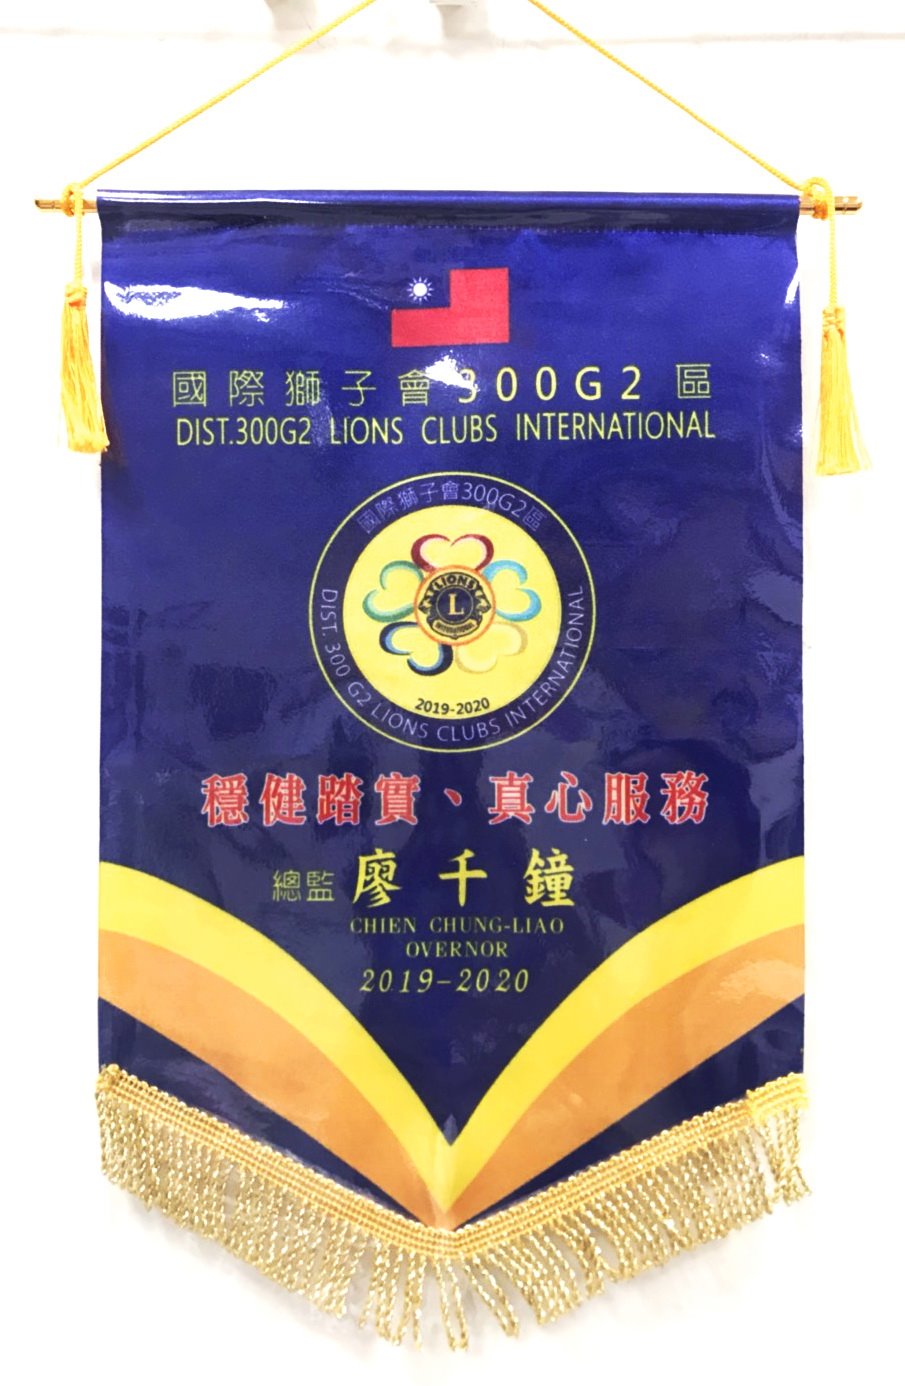 國際獅子會300G2區
DIST.300G2 LIONS CLUBS INTERNATIONAL
國際獅子會300G2區
LIONS
L
INTERNATIONAL
2019-2020
DIST. 300 G2 LIONS CLUBS INTERNATIONAL
穩健踏實、真心服務
總監 廖千鐘
CHIEN CHUNG-LIAO
OVERNOR
2019-2020